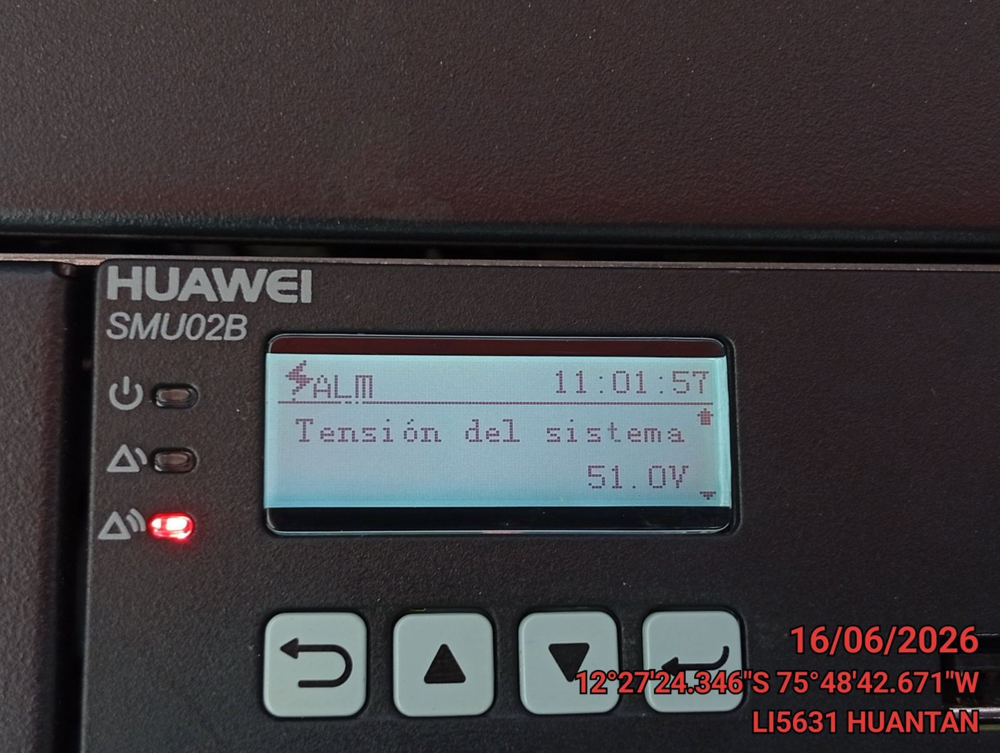 HUAWEI
SMU02B
ALM 11:01:57
Tensión del sistema
51.0V
16/06/2026
12°27'24.346"S 75°48'42.671"W
LI5631 HUANTAN